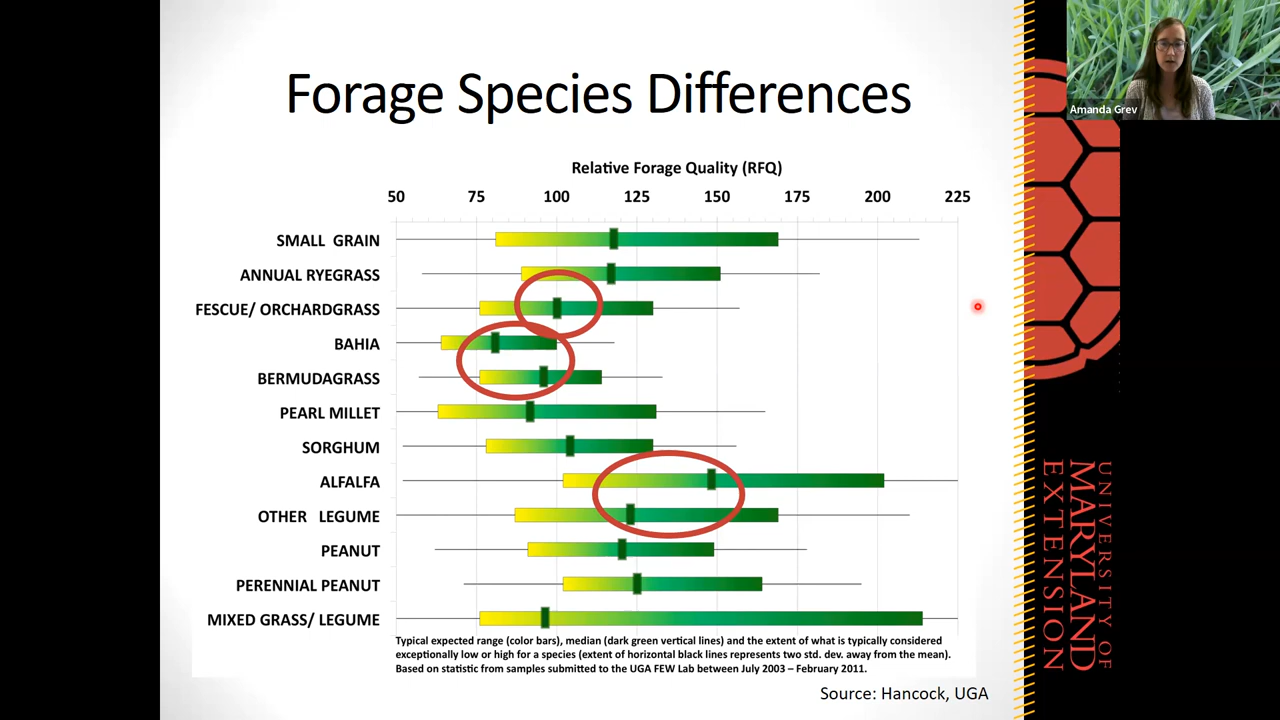 Forage Species Differences
Amanda Grev
Relative Forage Quality (RFQ)
50 75 100 125 150 175 200 225
SMALL GRAIN
ANNUAL RYEGRASS
FESCUE/ ORCHARDGRASS
BAHIA
BERMUDAGRASS
PEARL MILLET
SORGHUM
ALFALFA
OTHER LEGUME
PEANUT
PERENNIAL PEANUT
MIXED GRASS/ LEGUME
Typical expected range (color bars), median (dark green vertical lines) and the extent of what is typically considered
exceptionally low or high for a species (extent of horizontal black lines represents two std. dev. away from the mean).
Based on statistic from samples submitted to the UGA FEW Lab between July 2003 – February 2011.
Source: Hancock, UGA
UNIVERSITY OF
MARYLAND
EXTENSION